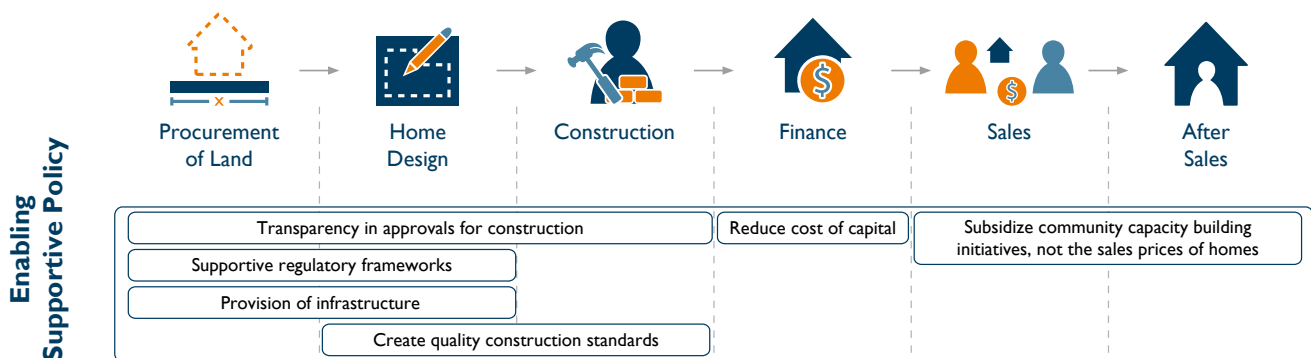 Procurement
of Land
Home
Design
Construction
Finance
Sales
After
Sales
Enabling
Supportive Policy
Transparency in approvals for construction
Reduce cost of capital
Subsidize community capacity building
initiatives, not the sales prices of homes
Supportive regulatory frameworks
Provision of infrastructure
Create quality construction standards
x
$
$